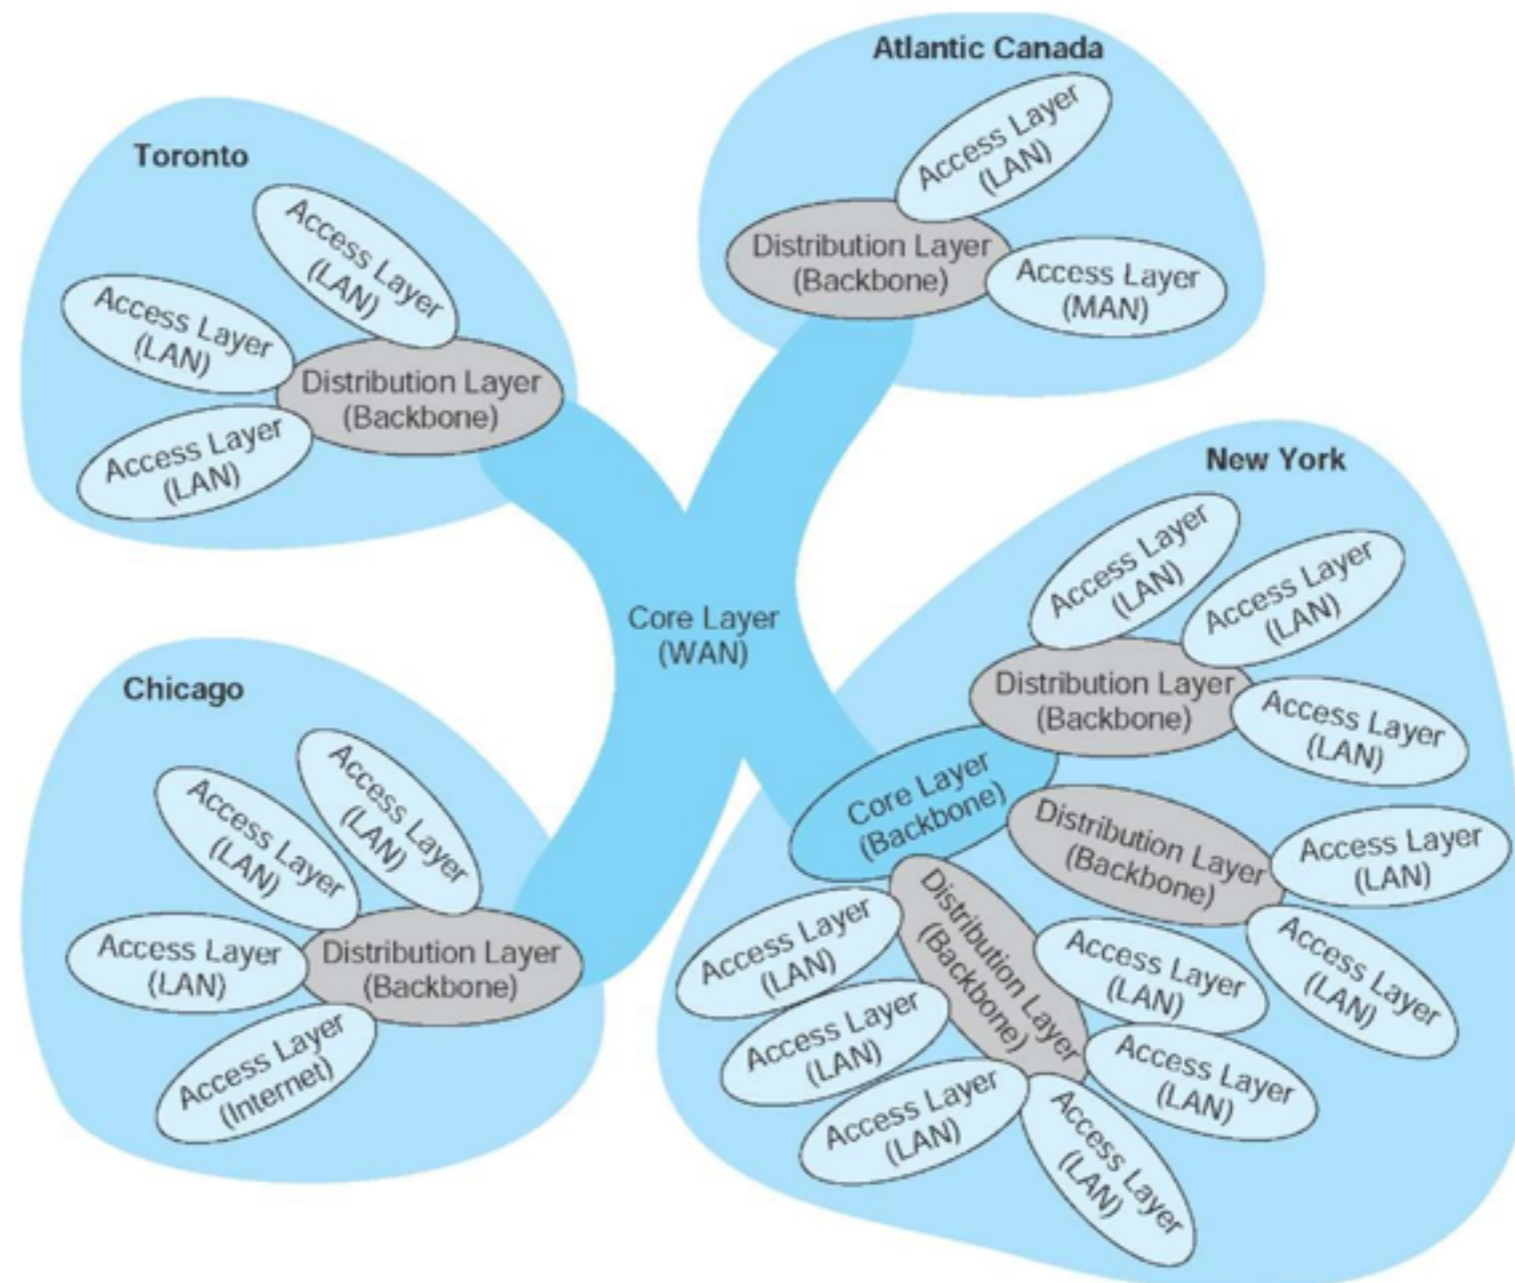 Atlantic Canada
Access Layer
(LAN)
Distribution Layer
(Backbone)
Access Layer
(MAN)
Toronto
Access Layer
(LAN)
Access Layer
(LAN)
Distribution Layer
(Backbone)
Access Layer
(LAN)
Core Layer
(WAN)
New York
Access Layer
(LAN)
Access Layer
(LAN)
Distribution Layer
(Backbone)
Access Layer
(LAN)
Core Layer
(Backbone)
Distribution Layer
(Backbone)
Access Layer
(LAN)
Access Layer
(LAN)
Distribution Layer
(Backbone)
Access Layer
(LAN)
Access Layer
(LAN)
Access Layer
(LAN)
Access Layer
(LAN)
Access Layer
(LAN)
Access Layer
(LAN)
Chicago
Access Layer
(LAN)
Access Layer
(LAN)
Access Layer
(LAN)
Distribution Layer
(Backbone)
Access Layer
(Internet)